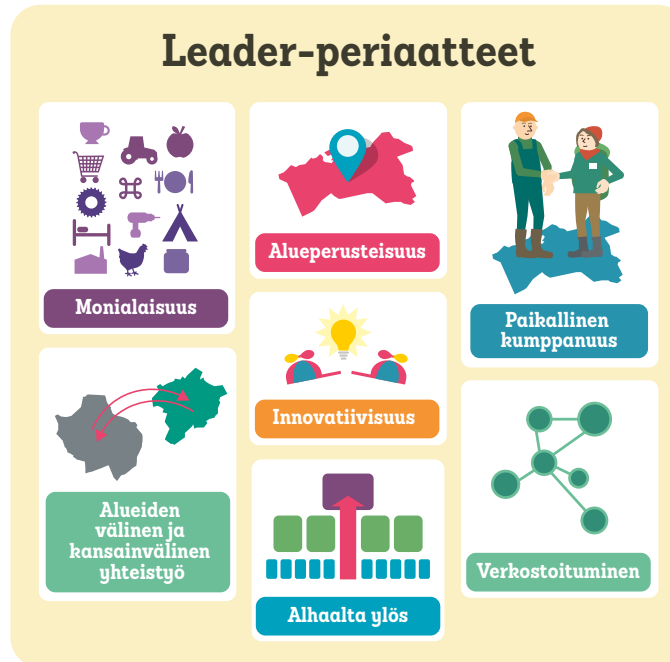 Leader-periaatteet
Monialaisuus
Alueperusteisuus
Paikallinen
kumppanuus
Alueiden
välinen ja
kansainvälinen
yhteistyö
Innovatiivisuus
Alhaalta ylös
Verkostoituminen